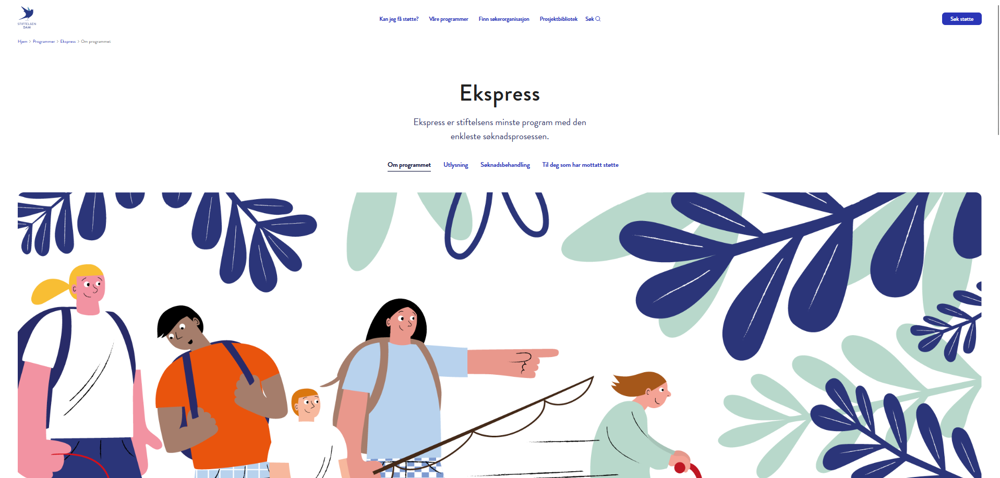 STIFTELSEN
DAM
Kan jeg få støtte? Våre programmer Finn søkerorganisasjon Prosjektbibliotek Søk
Søk støtte
Hjem > Programmer > Ekspress > Om programmet
Ekspress
Ekspress er stiftelsens minste program med den
enkleste søknadsprosessen.
Om programmet Utlysning Søknadsbehandling Til deg som har mottatt støtte